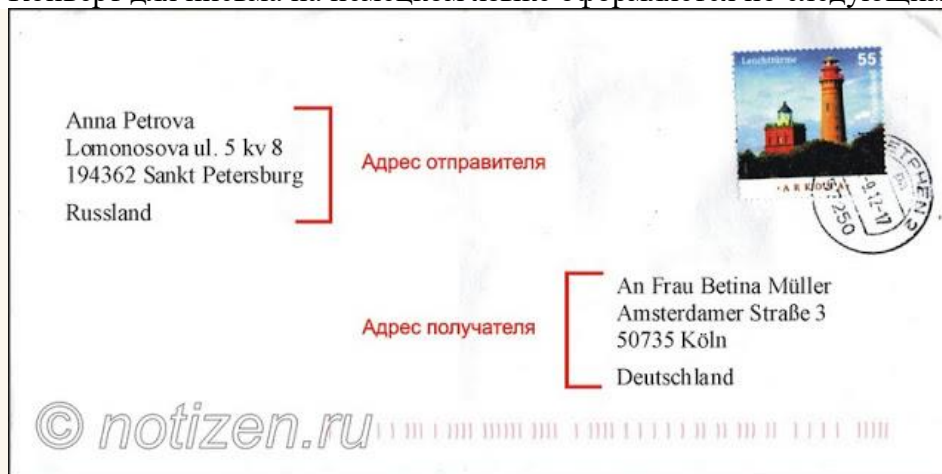 Anna Petrova
Lomonosova ul. 5 kv 8
194362 Sankt Petersburg
Russland
Адрес отправителя
Leuchttürme 55
ARKONA
An Frau Betina Müller
Amsterdamer Straße 3
50735 Köln
Deutschland
Адрес получателя
© notizen.ru